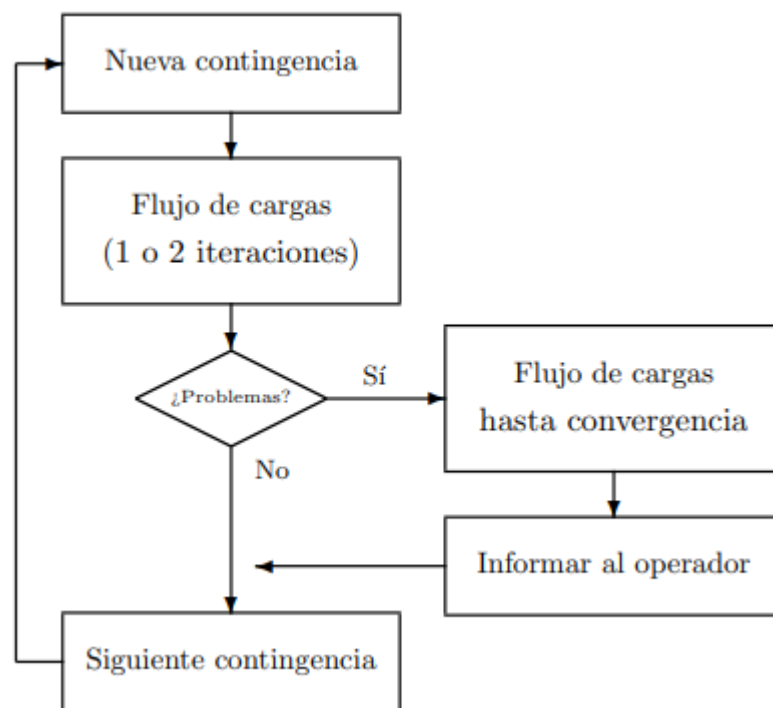 Nueva contingencia
Flujo de cargas
(1 o 2 iteraciones)
¿Problemas?
Sí
No
Flujo de cargas
hasta convergencia
Informar al operador
Siguiente contingencia